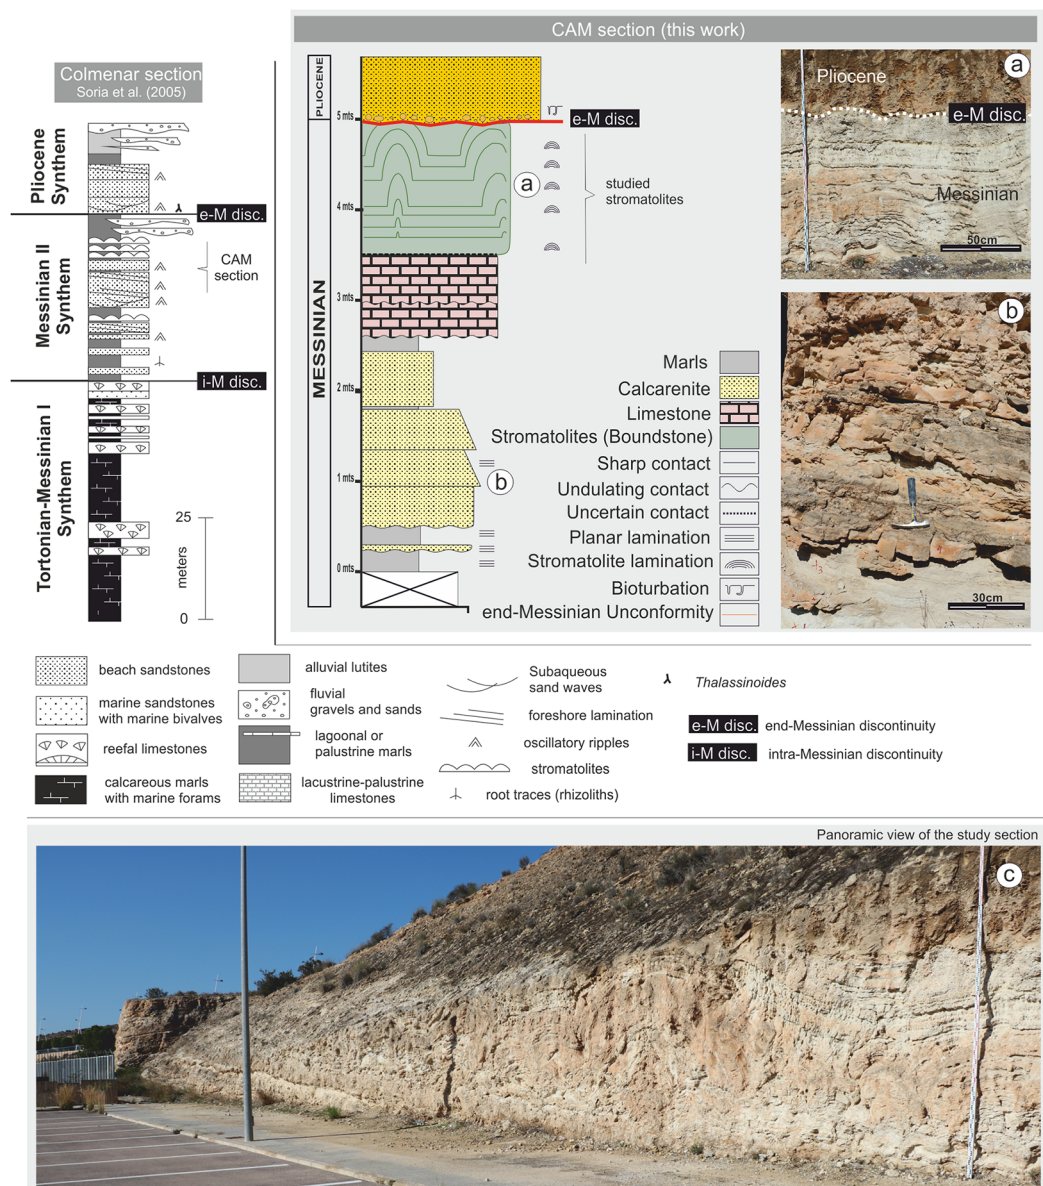 CAM section (this work)
Colmenar section
Soria et al. (2005)
Pliocene
Synthem
Messinian II
Synthem
Tortonian-Messinian I
Synthem
e-M disc.
CAM
section
i-M disc.
25
meters
0
PLIOCENE
MESSINIAN
5 mts
4 mts
3 mts
2 mts
1 mts
0 mts
e-M disc.
a
studied
stromatolites
b
Marls
Calcarenite
Limestone
Stromatolites (Boundstone)
Sharp contact
Undulating contact
Uncertain contact
Planar lamination
Stromatolite lamination
Bioturbation
end-Messinian Unconformity
a
Pliocene
e-M disc.
Messinian
50cm
b
30cm
beach sandstones
marine sandstones
with marine bivalves
reefal limestones
calcareous marls
with marine forams
alluvial lutites
fluvial
gravels and sands
lagoonal or
palustrine marls
lacustrine-palustrine
limestones
Subaqueous
sand waves
foreshore lamination
oscillatory ripples
stromatolites
root traces (rhizoliths)
Thalassinoides
e-M disc. end-Messinian discontinuity
i-M disc. intra-Messinian discontinuity
Panoramic view of the study section
c